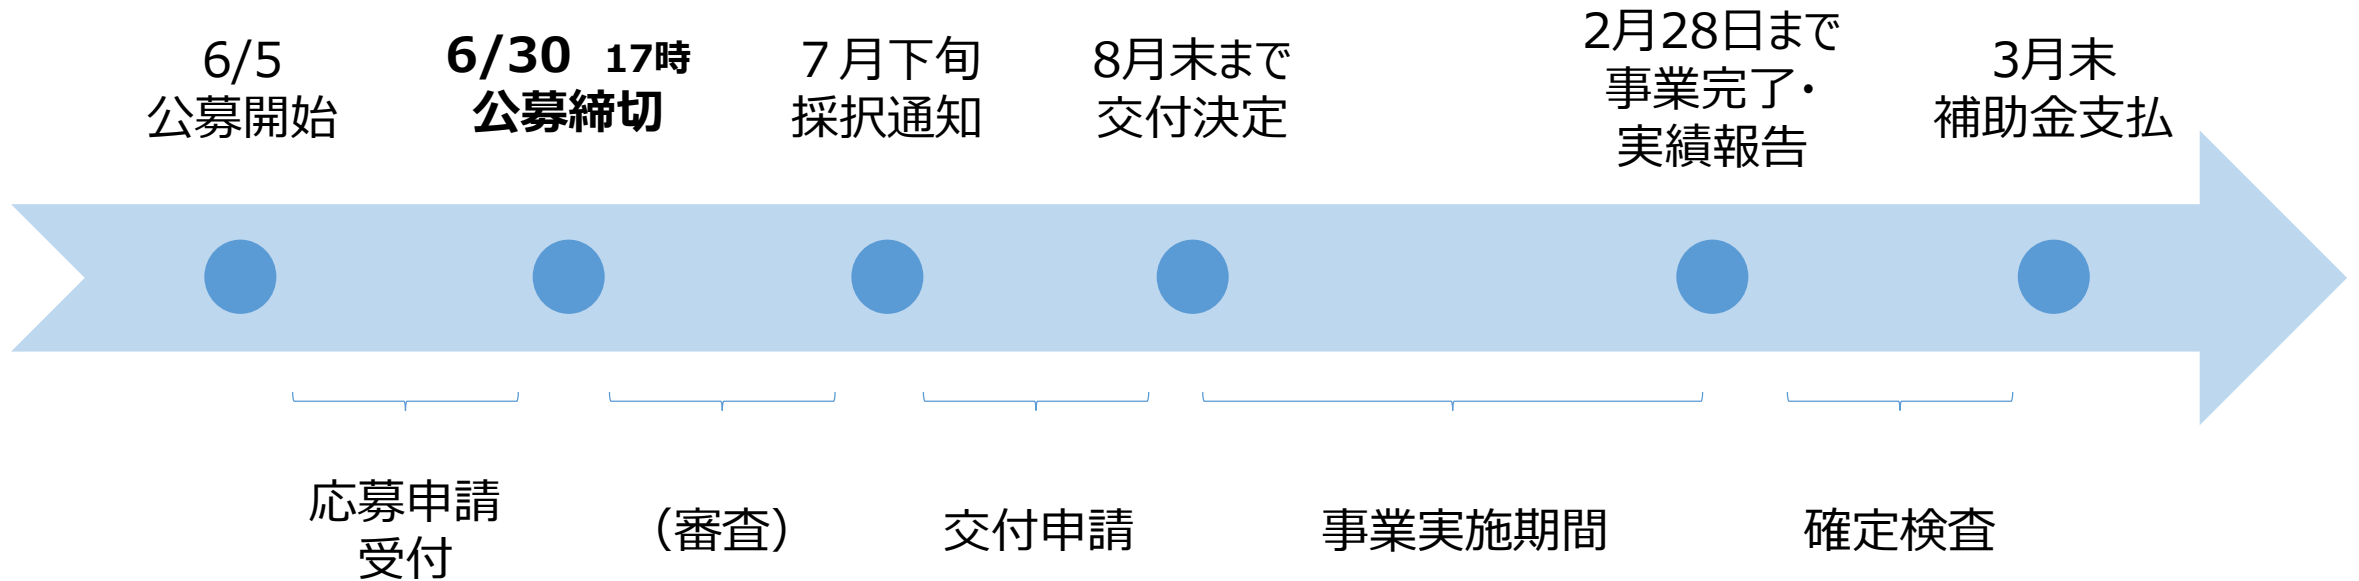 6/5
公募開始
6/30 17時
公募締切
７月下旬
採択通知
8月末まで
交付決定
2月28日まで
事業完了・
実績報告
3月末
補助金支払
応募申請
受付
（審査）
交付申請
事業実施期間
確定検査